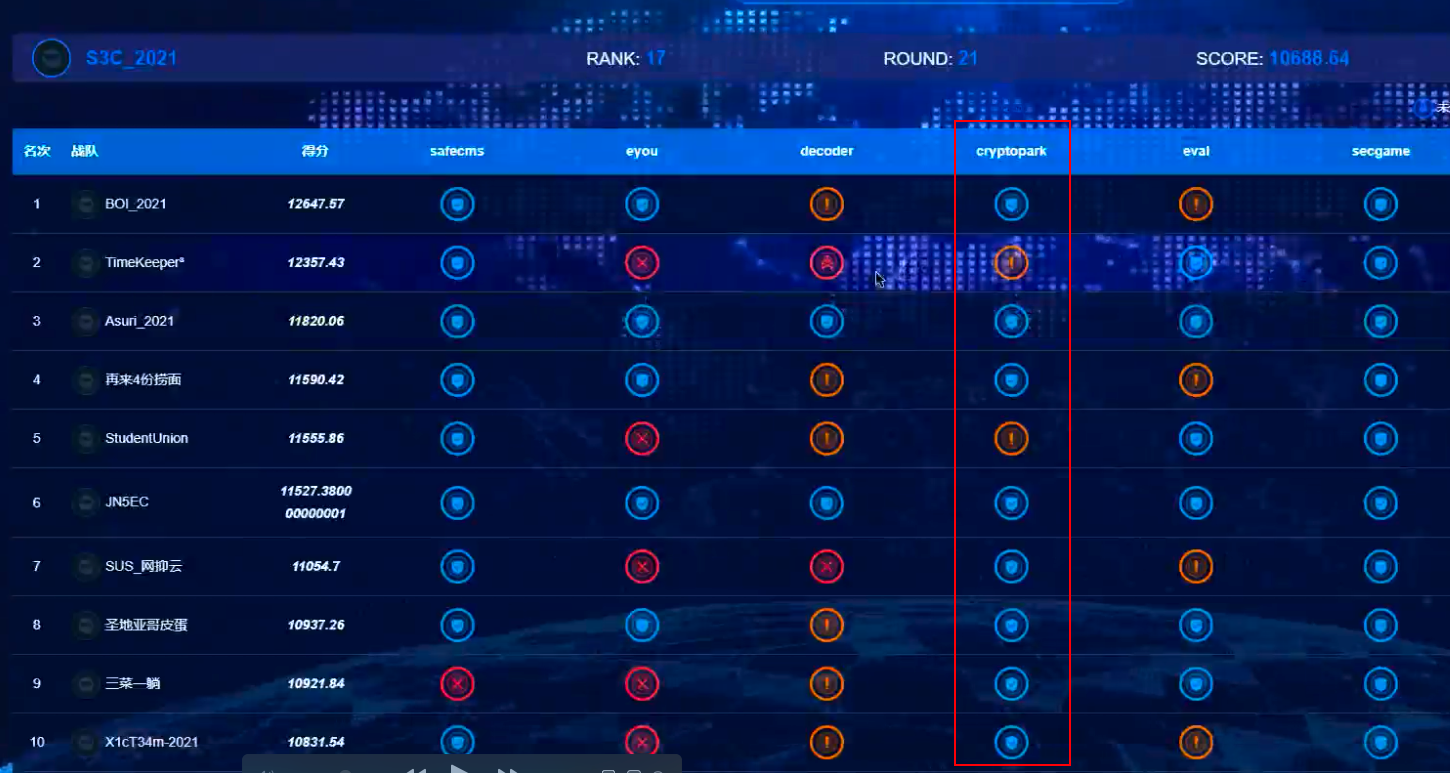 S3C_2021 RANK: 17 ROUND: 21 SCORE: 10688.64
未
名次 战队 得分 safecms eyou decoder cryptopark eval secgame
1 BOI_2021 12647.57
2 TimeKeeper² 12357.43
3 Asuri_2021 11820.06
4 再来4份捞面 11590.42
5 StudentUnion 11555.86
6 JN5EC 11527.3800
00000001
7 SUS_网抑云 11054.7
8 圣地亚哥皮蛋 10937.26
9 三菜一躺 10921.84
10 X1cT34m-2021 10831.54